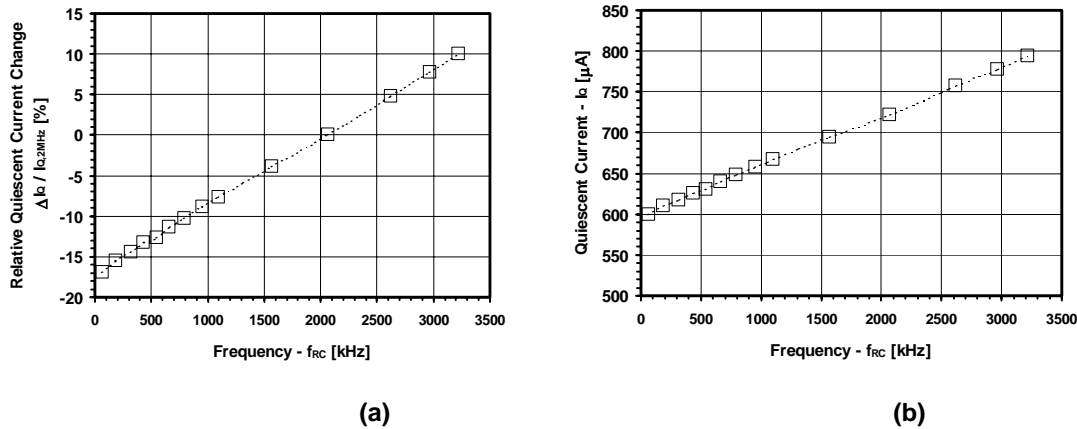 Relative Quiescent Current Change
Δ IQ / IQ,2MHz [%]
15
10
5
0
-5
-10
-15
-20
0 500 1000 1500 2000 2500 3000 3500
Frequency - fRC [kHz]
(a)
Quiescent Current - IQ [µA]
850
800
750
700
650
600
550
500
0 500 1000 1500 2000 2500 3000 3500
Frequency - fRC [kHz]
(b)